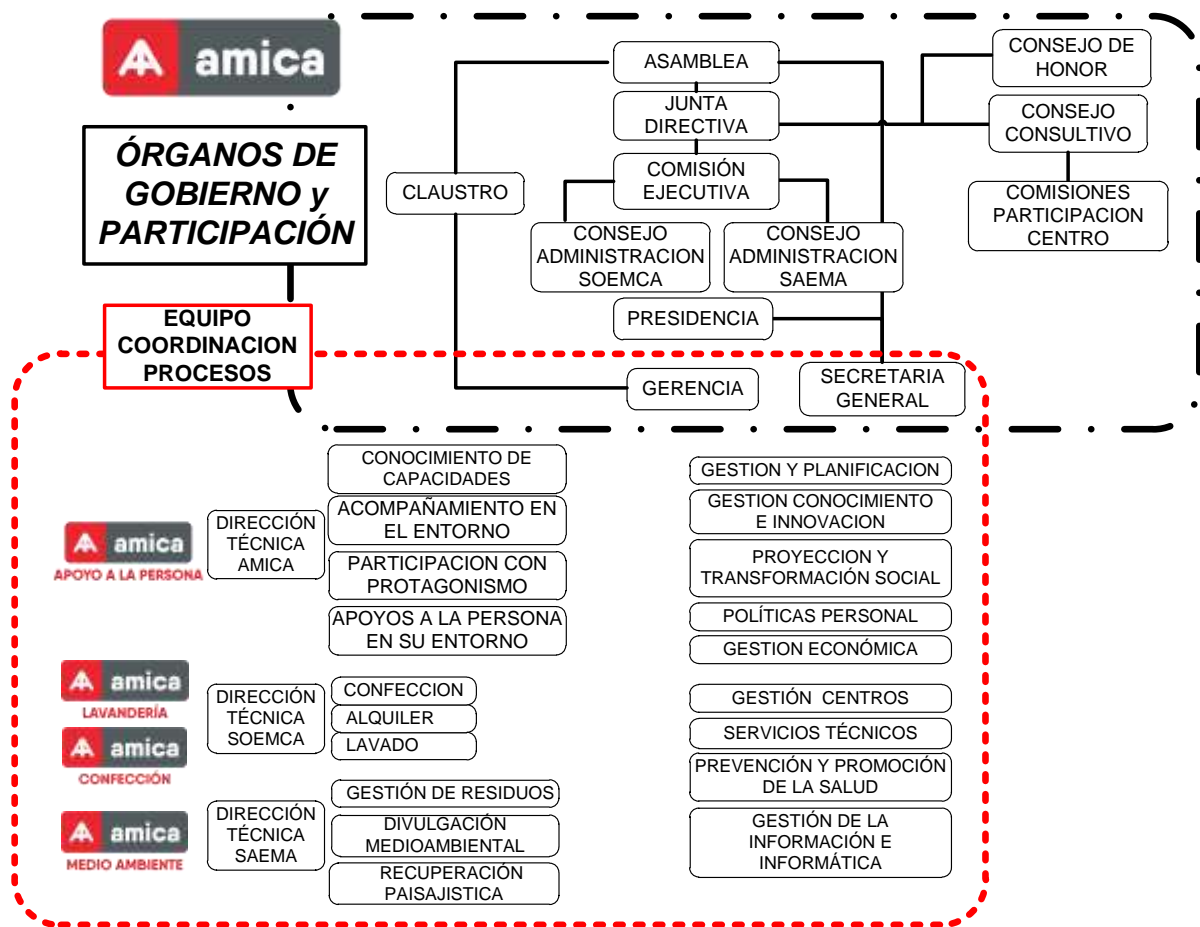 amica
ÓRGANOS DE
GOBIERNO y
PARTICIPACIÓN
EQUIPO
COORDINACION
PROCESOS
ASAMBLEA
JUNTA
DIRECTIVA
COMISIÓN
EJECUTIVA
CLAUSTRO
CONSEJO
ADMINISTRACION
SOEMCA
CONSEJO
ADMINISTRACION
SAEMA
PRESIDENCIA
GERENCIA
SECRETARIA
GENERAL
CONSEJO DE
HONOR
CONSEJO
CONSULTIVO
COMISIONES
PARTICIPACION
CENTRO
amica
APOYO A LA PERSONA
DIRECCIÓN
TÉCNICA
AMICA
CONOCIMIENTO DE
CAPACIDADES
ACOMPAÑAMIENTO EN
EL ENTORNO
PARTICIPACION CON
PROTAGONISMO
APOYOS A LA PERSONA
EN SU ENTORNO
amica
LAVANDERÍA
amica
CONFECCIÓN
DIRECCIÓN
TÉCNICA
SOEMCA
CONFECCION
ALQUILER
LAVADO
amica
MEDIO AMBIENTE
DIRECCIÓN
TÉCNICA
SAEMA
GESTIÓN DE RESIDUOS
DIVULGACIÓN
MEDIOAMBIENTAL
RECUPERACIÓN
PAISAJISTICA
GESTION Y PLANIFICACION
GESTION CONOCIMIENTO
E INNOVACION
PROYECCION Y
TRANSFORMACIÓN SOCIAL
POLÍTICAS PERSONAL
GESTION ECONÓMICA
GESTIÓN CENTROS
SERVICIOS TÉCNICOS
PREVENCIÓN Y PROMOCIÓN
DE LA SALUD
GESTIÓN DE LA
INFORMACIÓN E
INFORMÁTICA